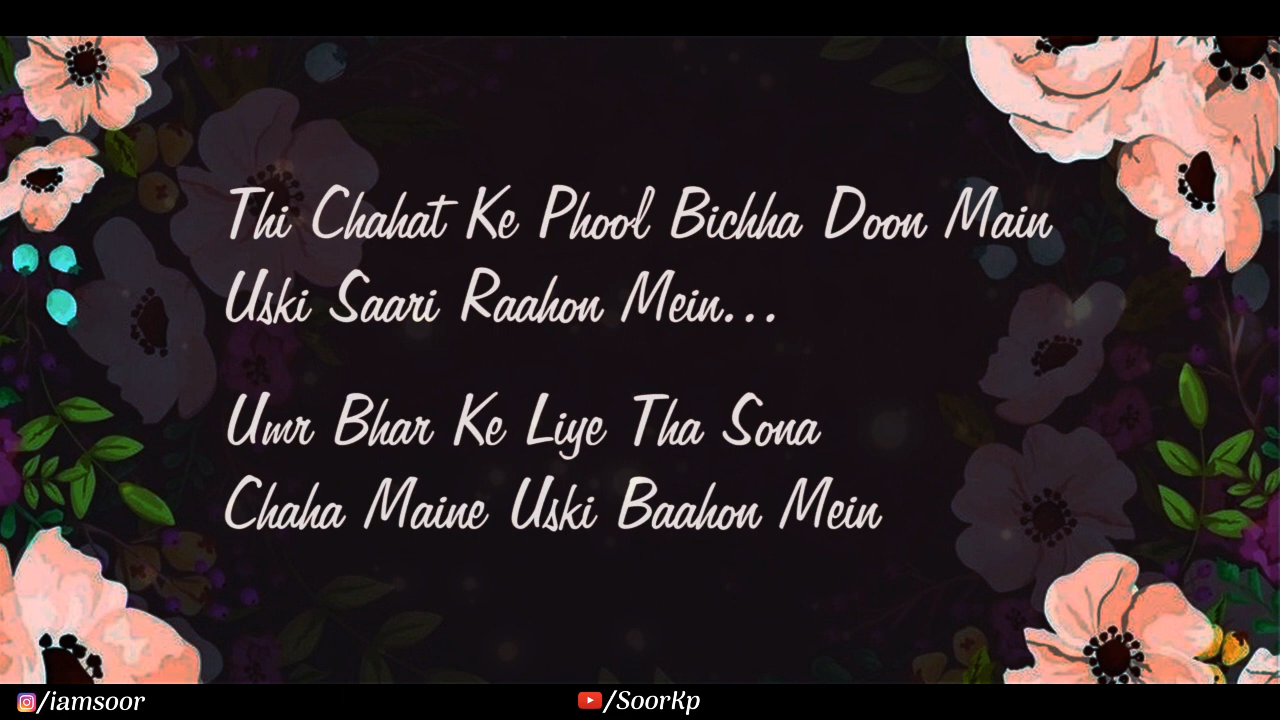 Thi Chahat Ke Phool Bichha Doon Main
Uski Saari Raahon Mein...
Umr Bhar Ke Liye Tha Sona
Chaha Maine Uski Baahon Mein
/iamsoor
/SoorKp